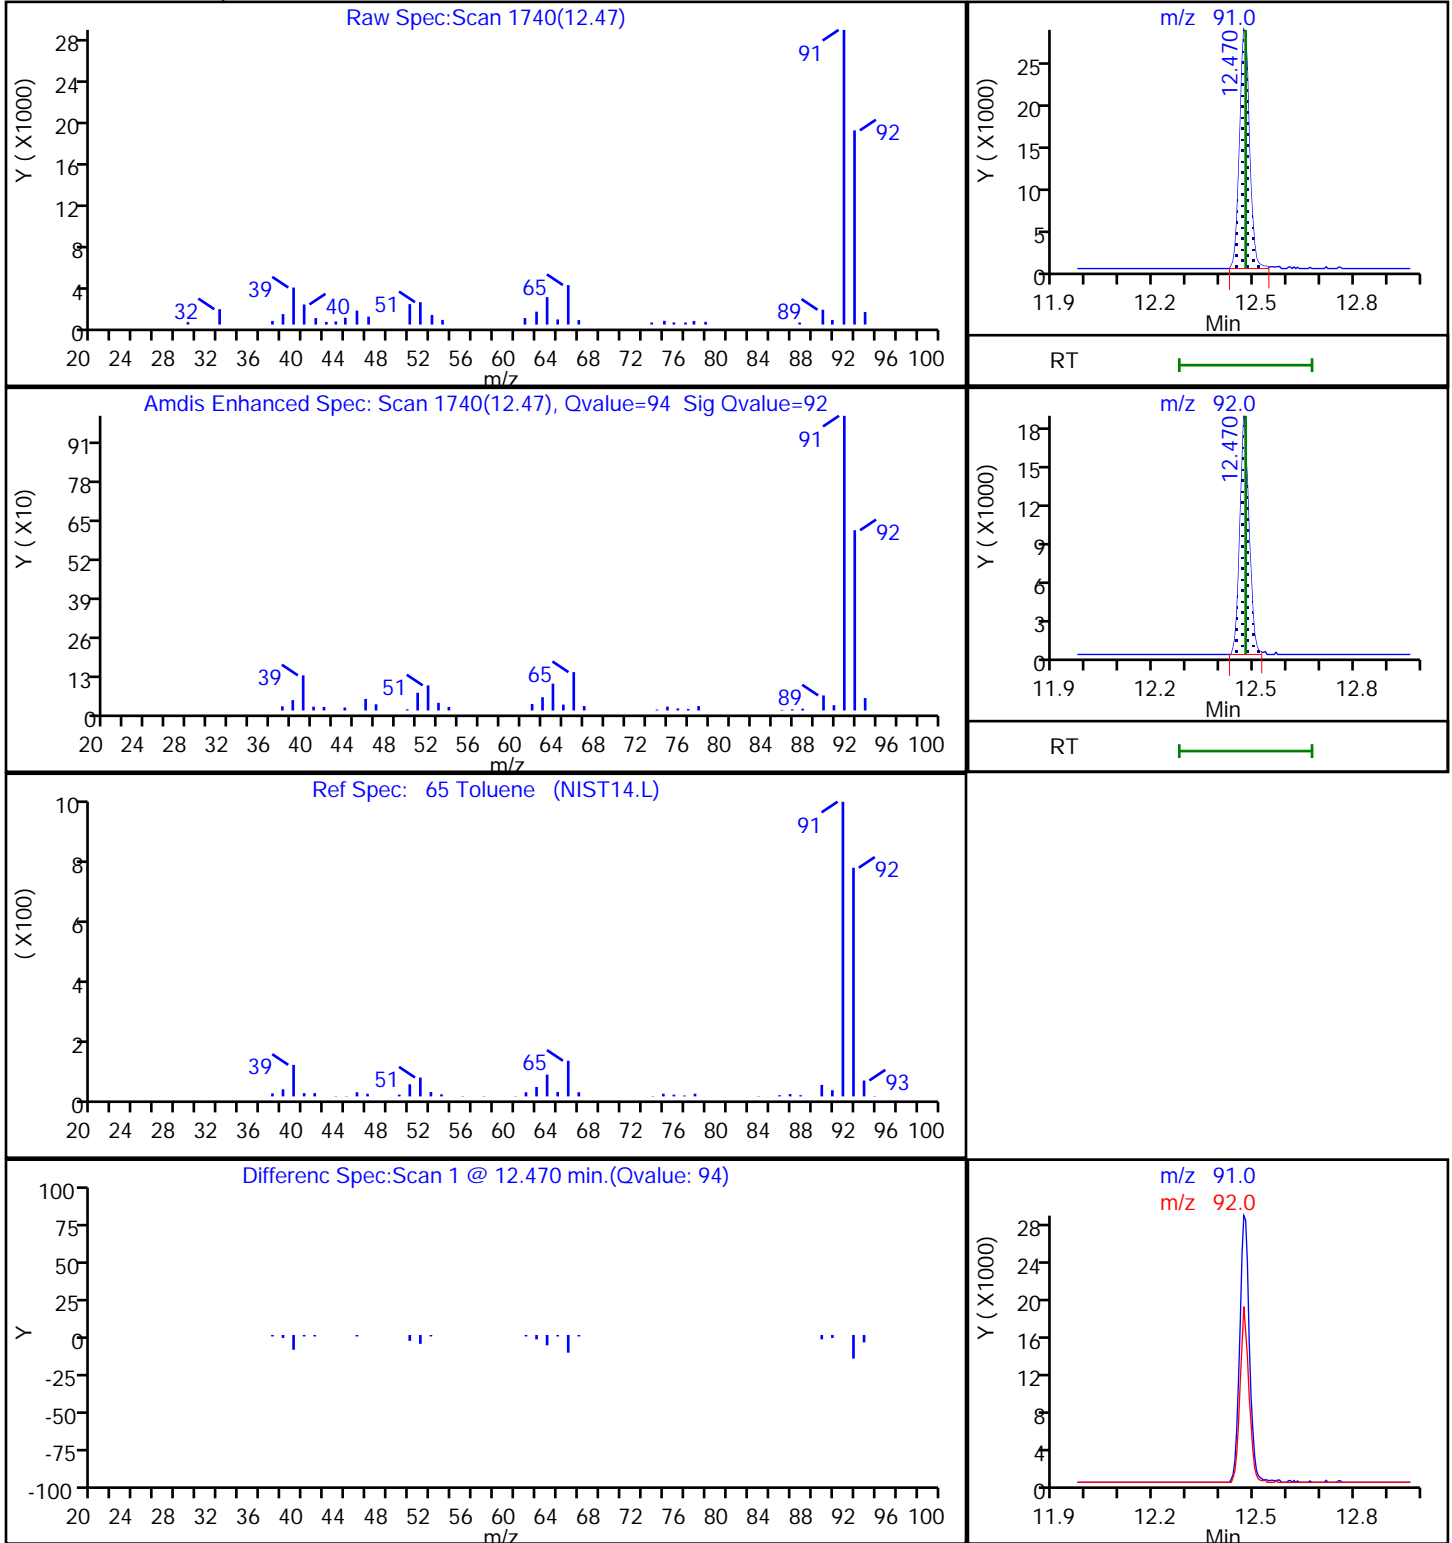 Raw Spec:Scan 1740(12.47)
Y ( X1000)
28
24
20
16
12
8
4
0
91
92
32
39
40
51
65
89
20 24 28 32 36 40 44 48 52 56 60 64 68 72 76 80 84 88 92 96 100
m/z
m/z 91.0
Y ( X1000)
25
20
15
10
5
0
12.470
11.9 12.2 12.5 12.8
Min
RT
Amdis Enhanced Spec: Scan 1740(12.47), Qvalue=94 Sig Qvalue=92
Y ( X10)
91
78
65
52
39
26
13
0
91
92
39
51
65
89
20 24 28 32 36 40 44 48 52 56 60 64 68 72 76 80 84 88 92 96 100
m/z
m/z 92.0
Y ( X1000)
18
15
12
9
6
3
0
12.470
11.9 12.2 12.5 12.8
Min
RT
Ref Spec: 65 Toluene (NIST14.L)
( X100)
10
8
6
4
2
0
91
92
39
51
65
93
20 24 28 32 36 40 44 48 52 56 60 64 68 72 76 80 84 88 92 96 100
m/z
Differenc Spec:Scan 1 @ 12.470 min.(Qvalue: 94)
Y
100
75
50
25
0
-25
-50
-75
-100
20 24 28 32 36 40 44 48 52 56 60 64 68 72 76 80 84 88 92 96 100
m/z
m/z 91.0
m/z 92.0
Y ( X1000)
28
24
20
16
12
8
4
0
11.9 12.2 12.5 12.8
Min